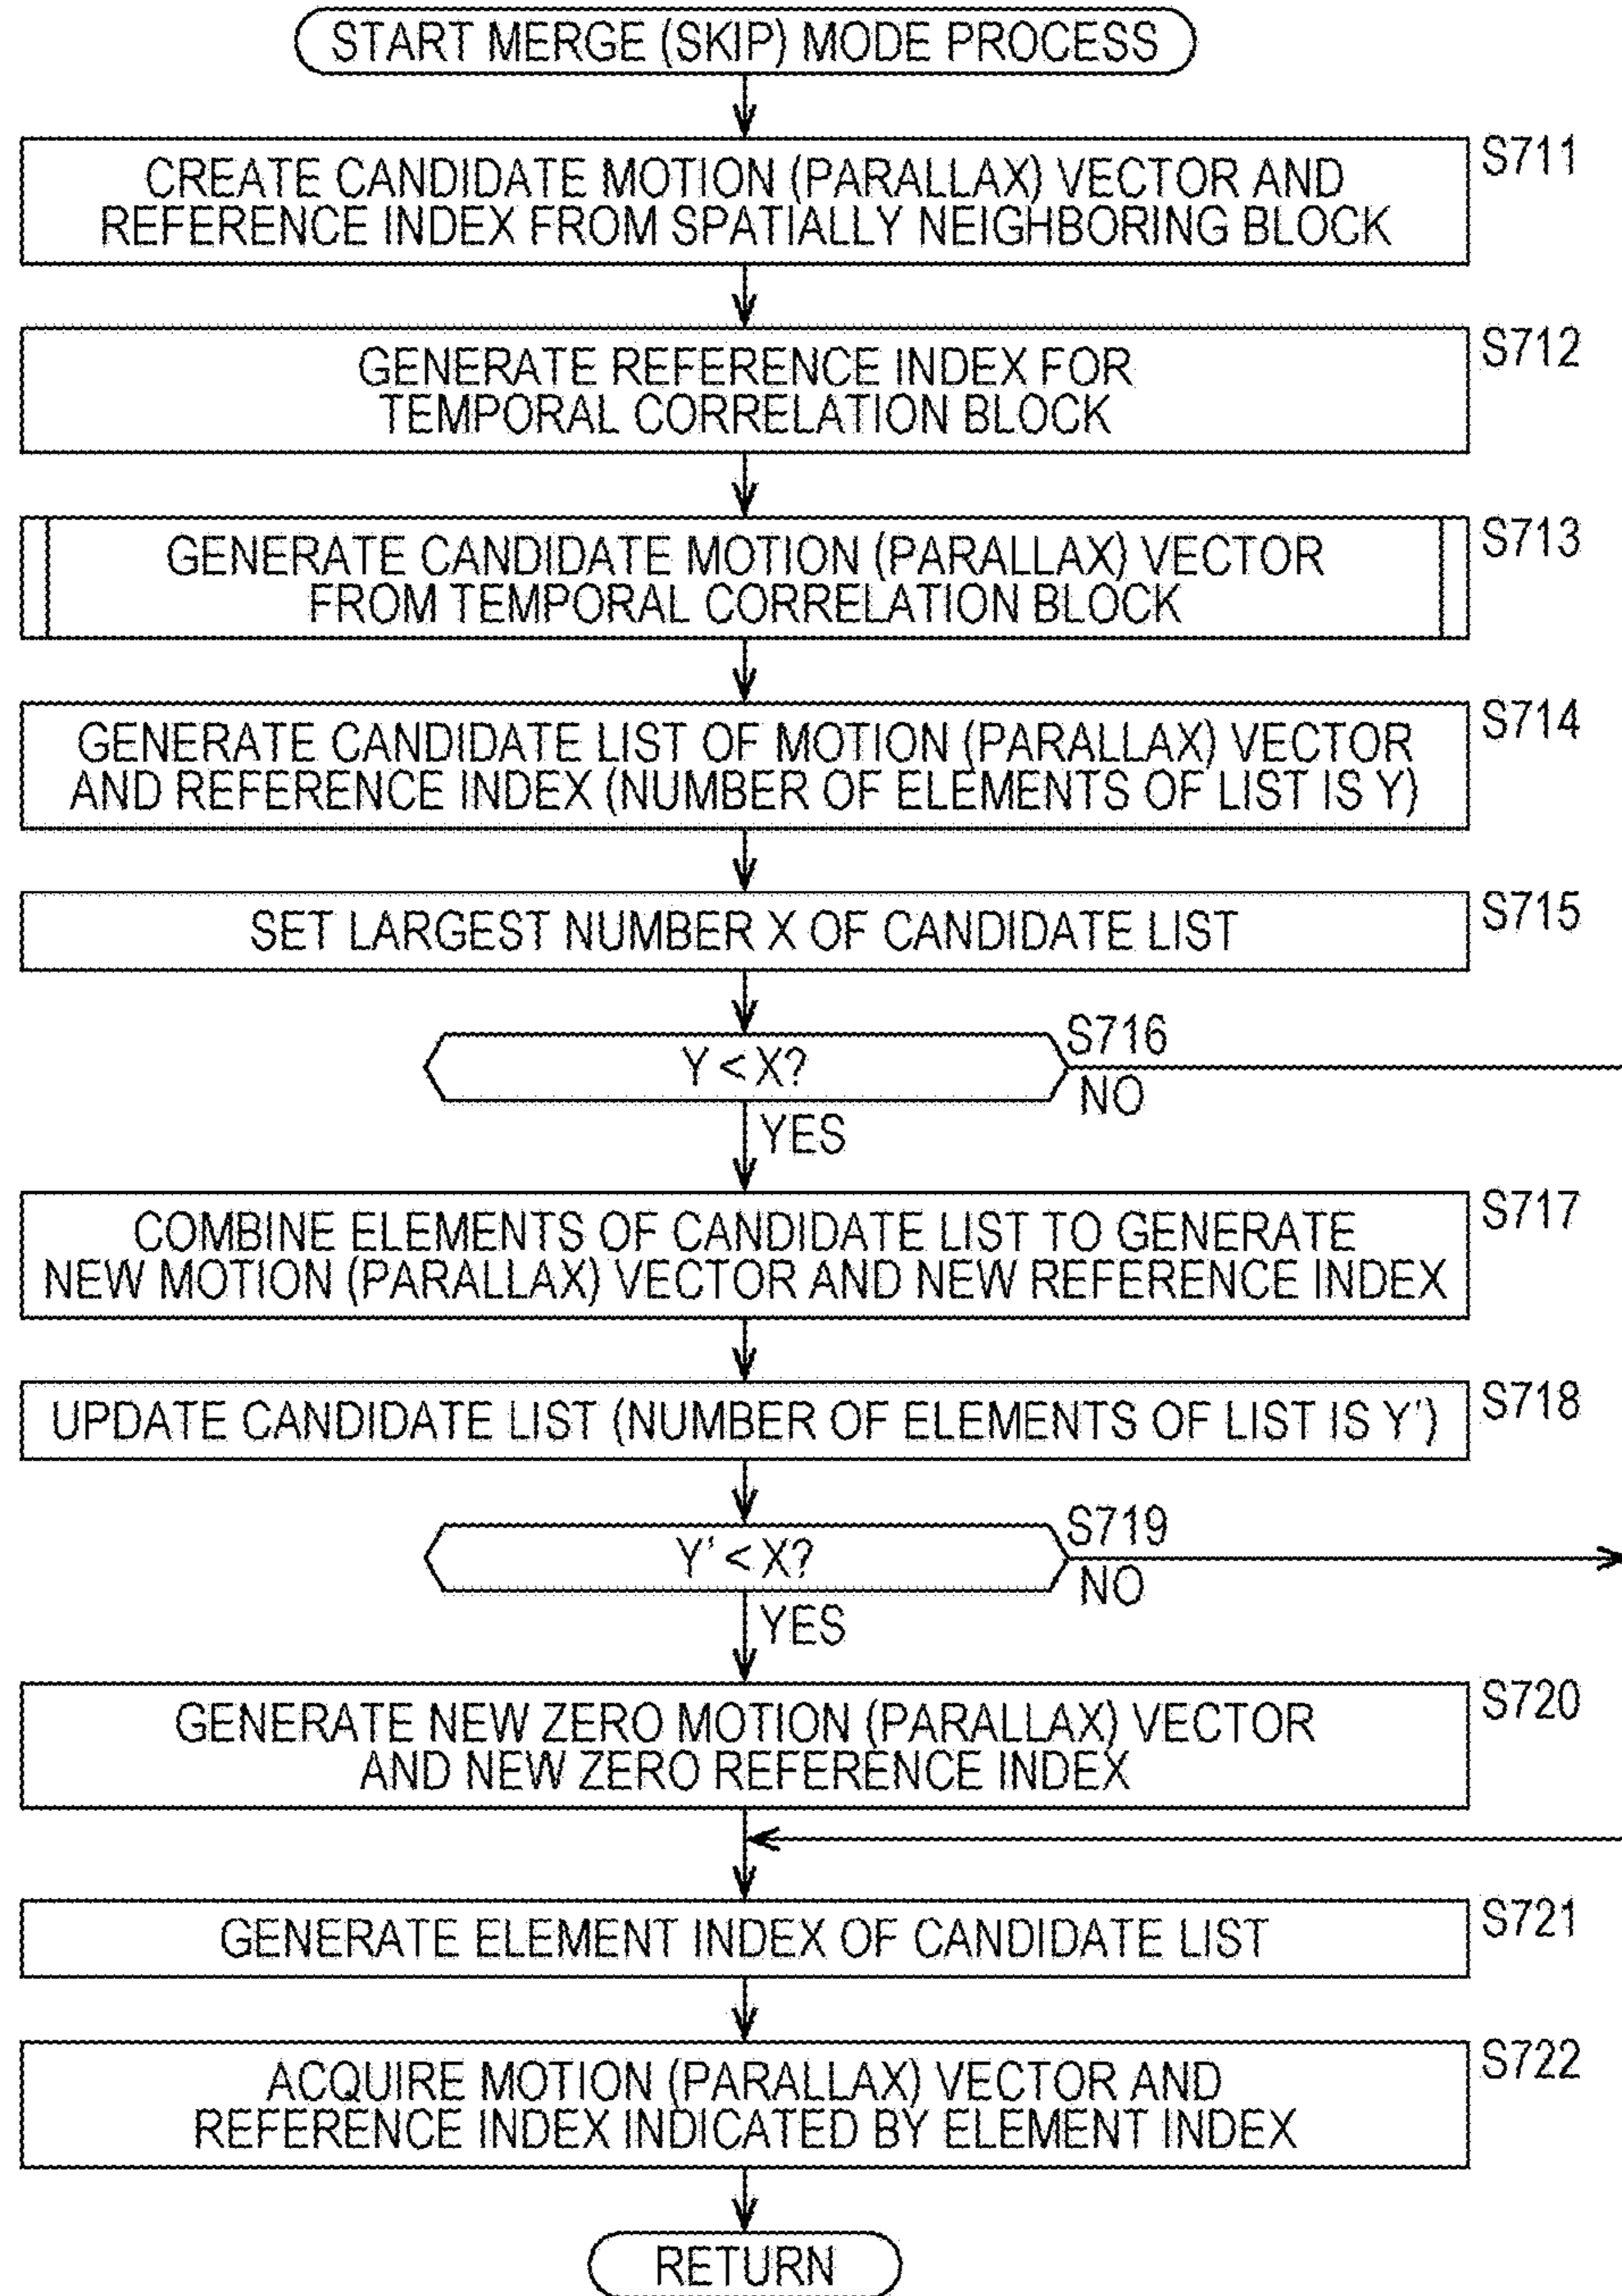 START MERGE (SKIP) MODE PROCESS
S711
CREATE CANDIDATE MOTION (PARALLAX) VECTOR AND
REFERENCE INDEX FROM SPATIALLY NEIGHBORING BLOCK
S712
GENERATE REFERENCE INDEX FOR
TEMPORAL CORRELATION BLOCK
S713
GENERATE CANDIDATE MOTION (PARALLAX) VECTOR
FROM TEMPORAL CORRELATION BLOCK
S714
GENERATE CANDIDATE LIST OF MOTION (PARALLAX) VECTOR
AND REFERENCE INDEX (NUMBER OF ELEMENTS OF LIST IS Y)
S715
SET LARGEST NUMBER X OF CANDIDATE LIST
S716
Y < X?
NO
YES
S717
COMBINE ELEMENTS OF CANDIDATE LIST TO GENERATE
NEW MOTION (PARALLAX) VECTOR AND NEW REFERENCE INDEX
S718
UPDATE CANDIDATE LIST (NUMBER OF ELEMENTS OF LIST IS Y')
S719
Y' < X?
NO
YES
S720
GENERATE NEW ZERO MOTION (PARALLAX) VECTOR
AND NEW ZERO REFERENCE INDEX
S721
GENERATE ELEMENT INDEX OF CANDIDATE LIST
S722
ACQUIRE MOTION (PARALLAX) VECTOR AND
REFERENCE INDEX INDICATED BY ELEMENT INDEX
RETURN